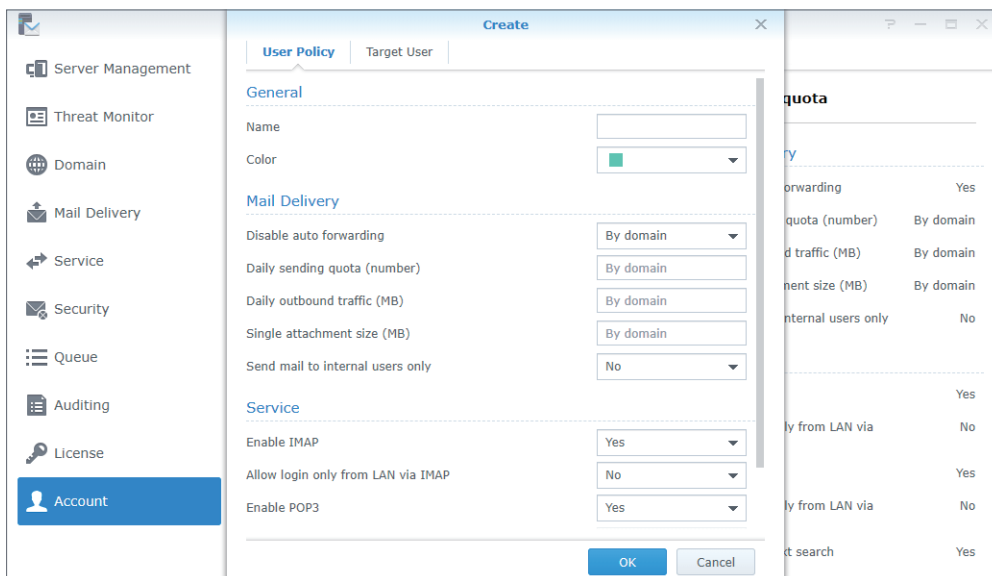 Create
User Policy Target User
Server Management
Threat Monitor
Domain
Mail Delivery
Service
Security
Queue
Auditing
License
Account
General
Name
Color
Mail Delivery
Disable auto forwarding By domain
Daily sending quota (number) By domain
Daily outbound traffic (MB) By domain
Single attachment size (MB) By domain
Send mail to internal users only No
Service
Enable IMAP Yes
Allow login only from LAN via IMAP No
Enable POP3 Yes
OK Cancel
quota
ry
orwarding Yes
quota (number) By domain
d traffic (MB) By domain
ment size (MB) By domain
nternal users only No
Yes
ly from LAN via No
Yes
ly from LAN via No
xt search Yes